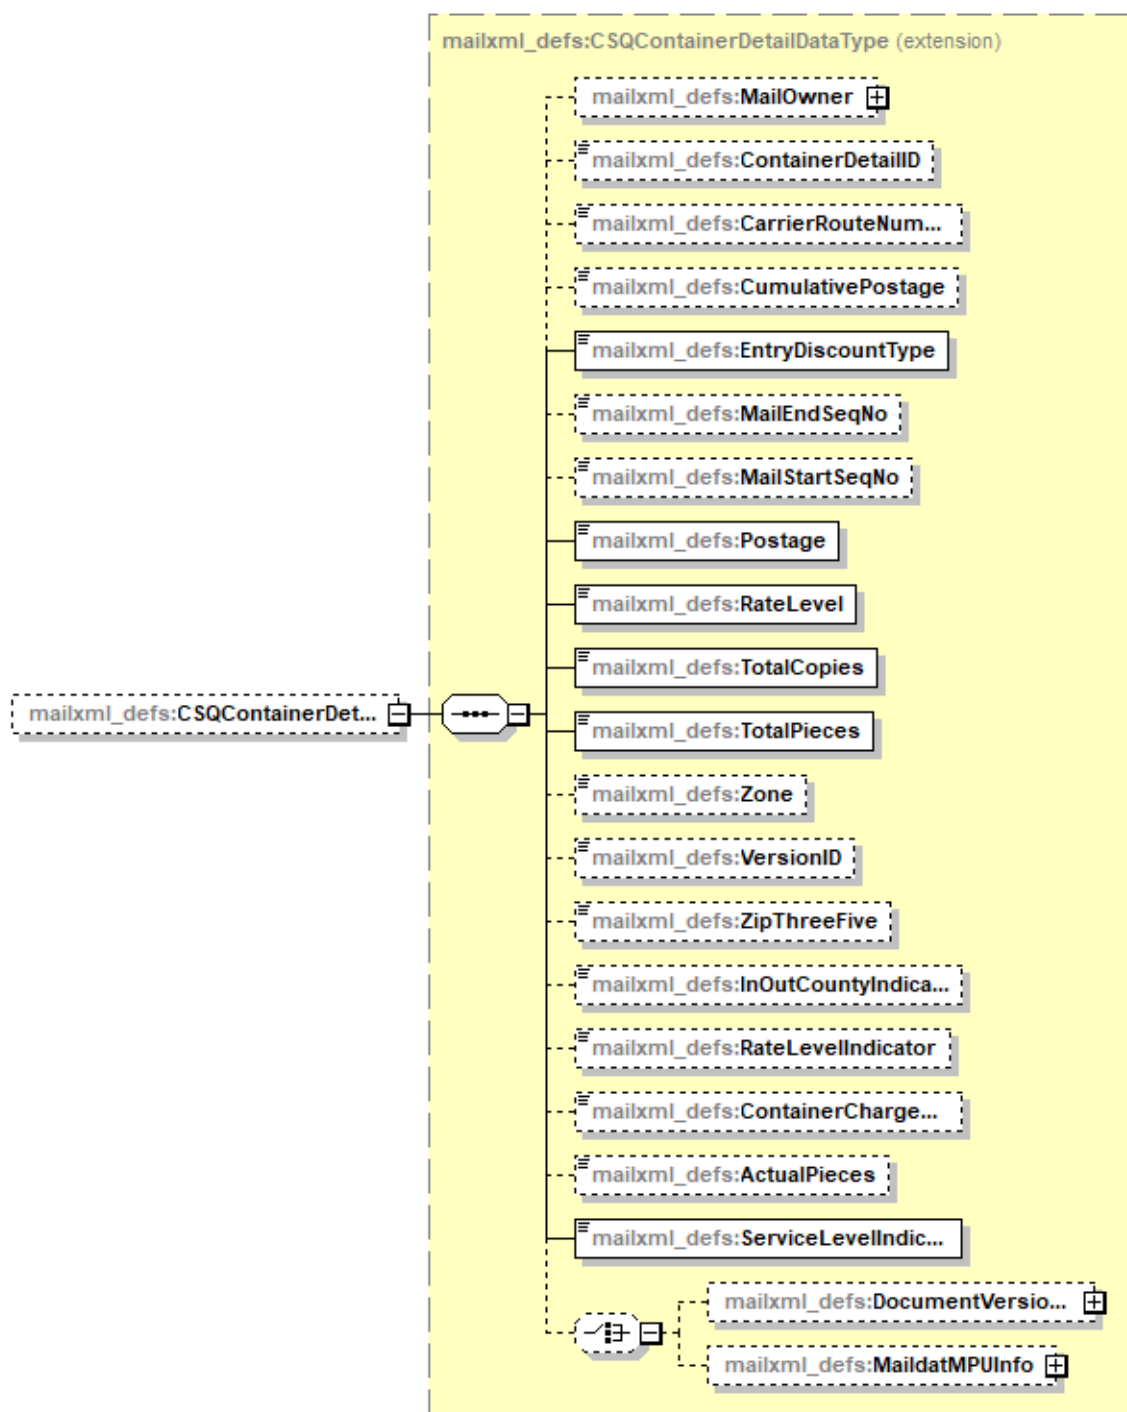 mailxml_defs:CSQContainerDetailDataType (extension)
mailxml_defs:MailOwner
mailxml_defs:ContainerDetailID
mailxml_defs:CarrierRouteNum...
mailxml_defs:CumulativePostage
mailxml_defs:EntryDiscountType
mailxml_defs:MailEndSeqNo
mailxml_defs:MailStartSeqNo
mailxml_defs:Postage
mailxml_defs:RateLevel
mailxml_defs:TotalCopies
mailxml_defs:CSQContainerDet...
mailxml_defs:TotalPieces
mailxml_defs:Zone
mailxml_defs:VersionID
mailxml_defs:ZipThreeFive
mailxml_defs:InOutCountyIndica...
mailxml_defs:RateLevelIndicator
mailxml_defs:ContainerCharge...
mailxml_defs:ActualPieces
mailxml_defs:ServiceLevelIndic...
mailxml_defs:DocumentVersio...
mailxml_defs:MaildatMPUInfo